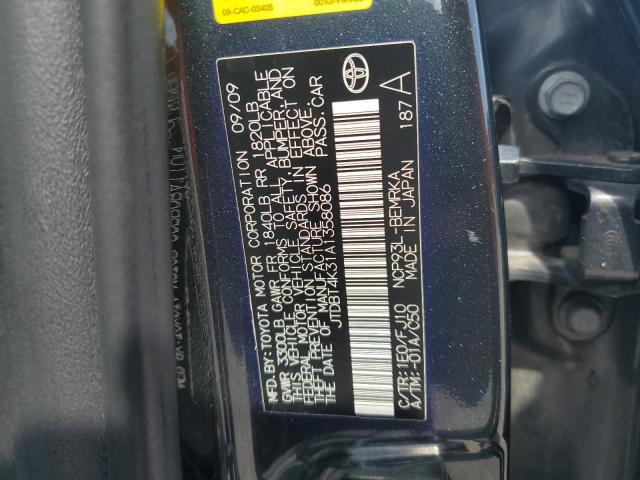 09-CAC-03405
MFD.BY:TOYOTA MOTOR CORPORATION 09/09
GVWR 3300LB GAWR FR 1840LB RR 1820LB
THIS VEHICLE CONFORMS TO ALL APPLICABLE
FEDERAL MOTOR VEHICLE SAFETY, BUMPER, AND
THEFT PREVENTION STANDARDS IN EFFECT ON
THE DATE OF MANUFACTURE SHOWN ABOVE.
JTDBT4K31A1358086 PASS.CAR
C/TR:1E0/FJ10 NCP93L-BEMRKA
A/TM:-01A/C50 MADE IN JAPAN 187A